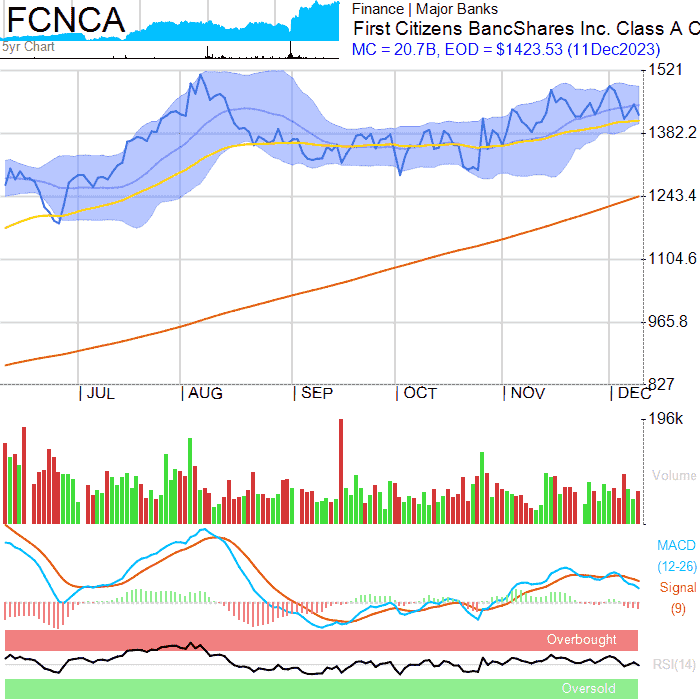 FCNCA
5yr Chart
Finance | Major Banks
First Citizens BancShares Inc. Class A C
MC = 20.7B, EOD = $1423.53 (11Dec2023)
1521
1382.2
1243.4
1104.6
965.8
827
JUL AUG SEP OCT NOV DEC
196k
Volume
MACD
(12-26)
Signal
(9)
Overbought
RSI(14)
Oversold